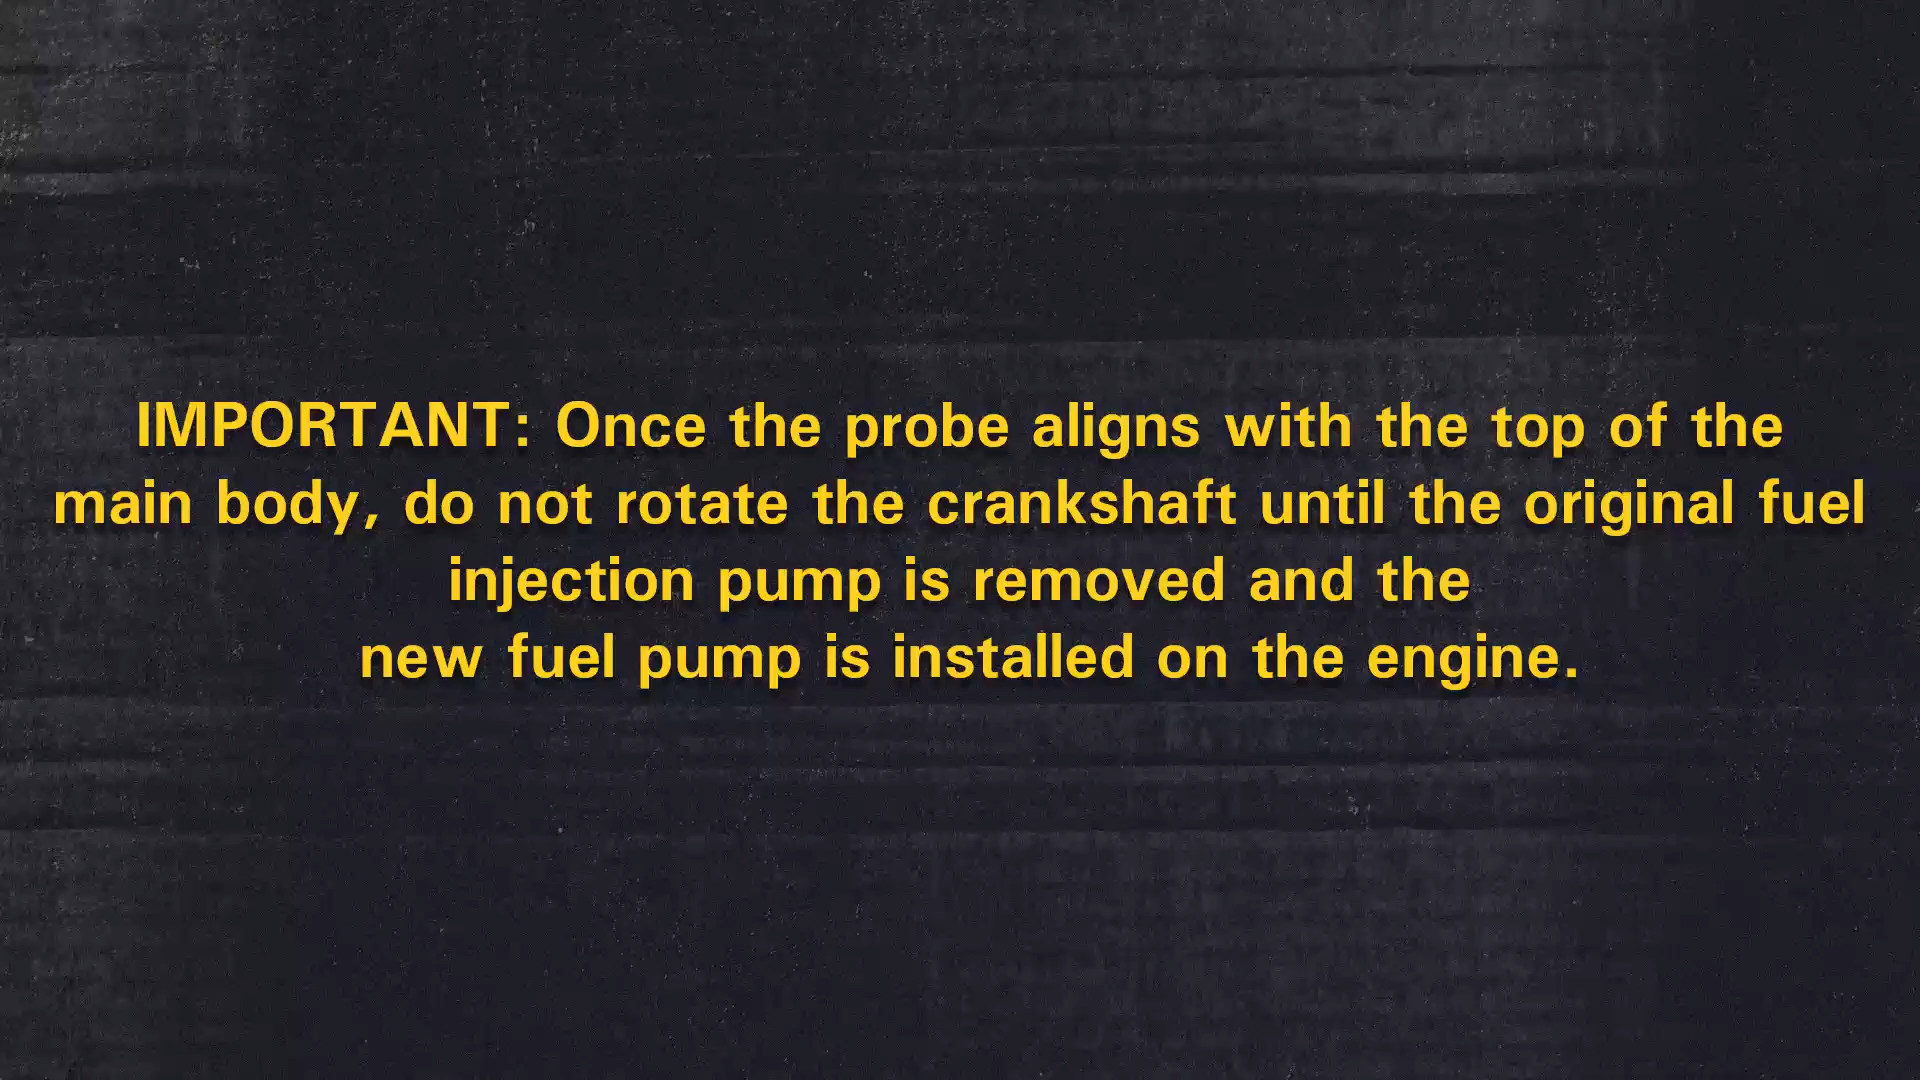 IMPORTANT: Once the probe aligns with the top of the
main body, do not rotate the crankshaft until the original fuel
injection pump is removed and the
new fuel pump is installed on the engine.